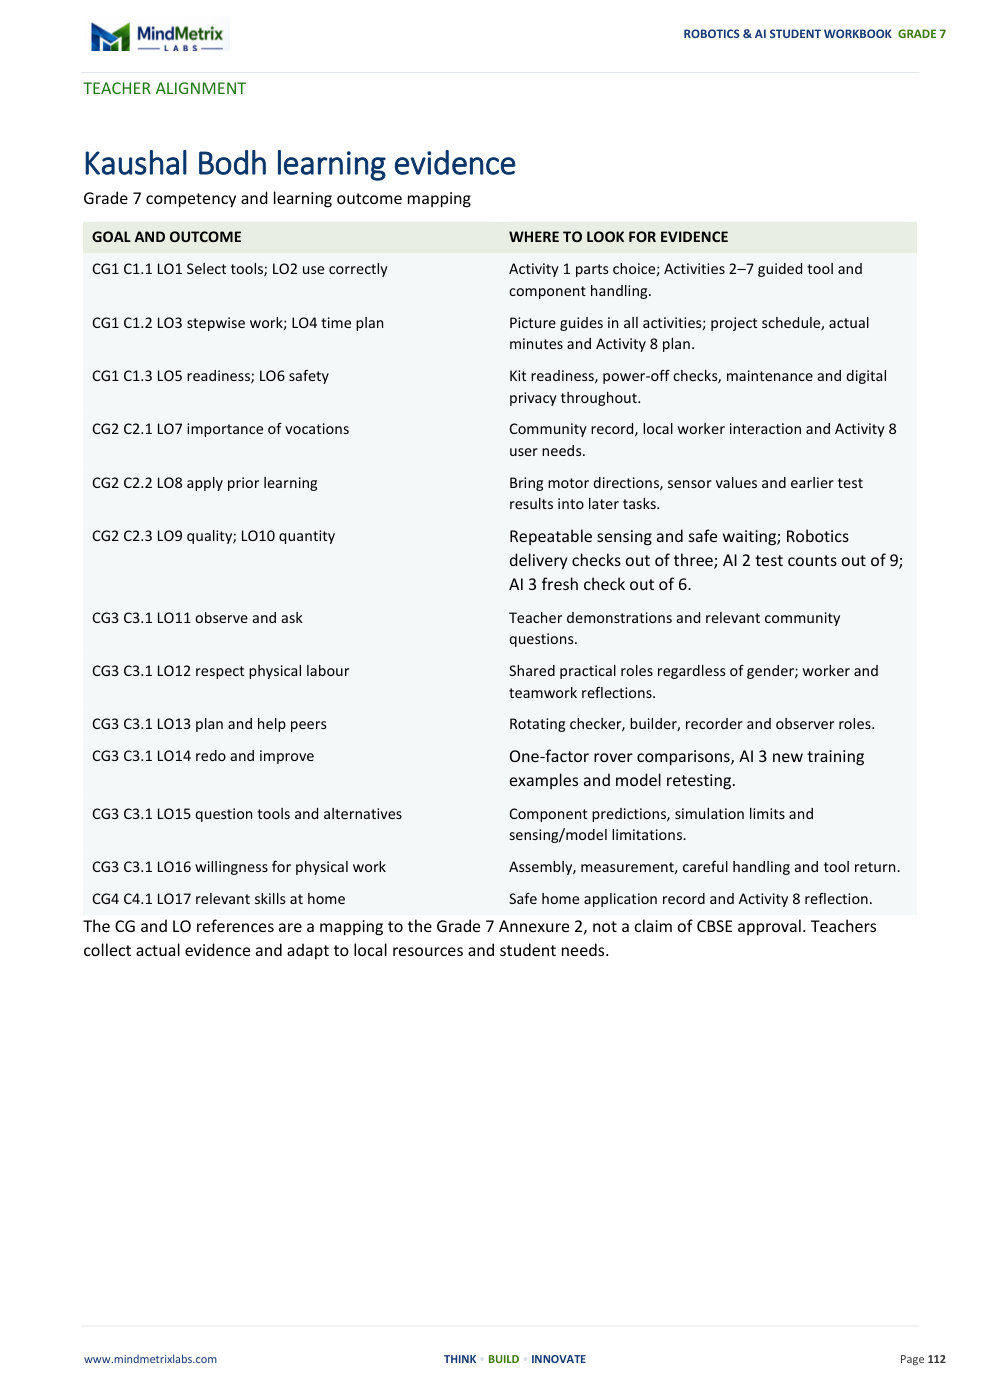 MindMetrix
LABS
ROBOTICS & AI STUDENT WORKBOOK GRADE 7
TEACHER ALIGNMENT
Kaushal Bodh learning evidence
Grade 7 competency and learning outcome mapping
GOAL AND OUTCOME
WHERE TO LOOK FOR EVIDENCE
CG1 C1.1 LO1 Select tools; LO2 use correctly
Activity 1 parts choice; Activities 2–7 guided tool and
component handling.
CG1 C1.2 LO3 stepwise work; LO4 time plan
Picture guides in all activities; project schedule, actual
minutes and Activity 8 plan.
CG1 C1.3 LO5 readiness; LO6 safety
Kit readiness, power-off checks, maintenance and digital
privacy throughout.
CG2 C2.1 LO7 importance of vocations
Community record, local worker interaction and Activity 8
user needs.
CG2 C2.2 LO8 apply prior learning
Bring motor directions, sensor values and earlier test
results into later tasks.
CG2 C2.3 LO9 quality; LO10 quantity
Repeatable sensing and safe waiting; Robotics
delivery checks out of three; AI 2 test counts out of 9;
AI 3 fresh check out of 6.
CG3 C3.1 LO11 observe and ask
Teacher demonstrations and relevant community
questions.
CG3 C3.1 LO12 respect physical labour
Shared practical roles regardless of gender; worker and
teamwork reflections.
CG3 C3.1 LO13 plan and help peers
Rotating checker, builder, recorder and observer roles.
CG3 C3.1 LO14 redo and improve
One-factor rover comparisons, AI 3 new training
examples and model retesting.
CG3 C3.1 LO15 question tools and alternatives
Component predictions, simulation limits and
sensing/model limitations.
CG3 C3.1 LO16 willingness for physical work
Assembly, measurement, careful handling and tool return.
CG4 C4.1 LO17 relevant skills at home
Safe home application record and Activity 8 reflection.
The CG and LO references are a mapping to the Grade 7 Annexure 2, not a claim of CBSE approval. Teachers
collect actual evidence and adapt to local resources and student needs.
www.mindmetrixlabs.com
THINK • BUILD • INNOVATE
Page 112